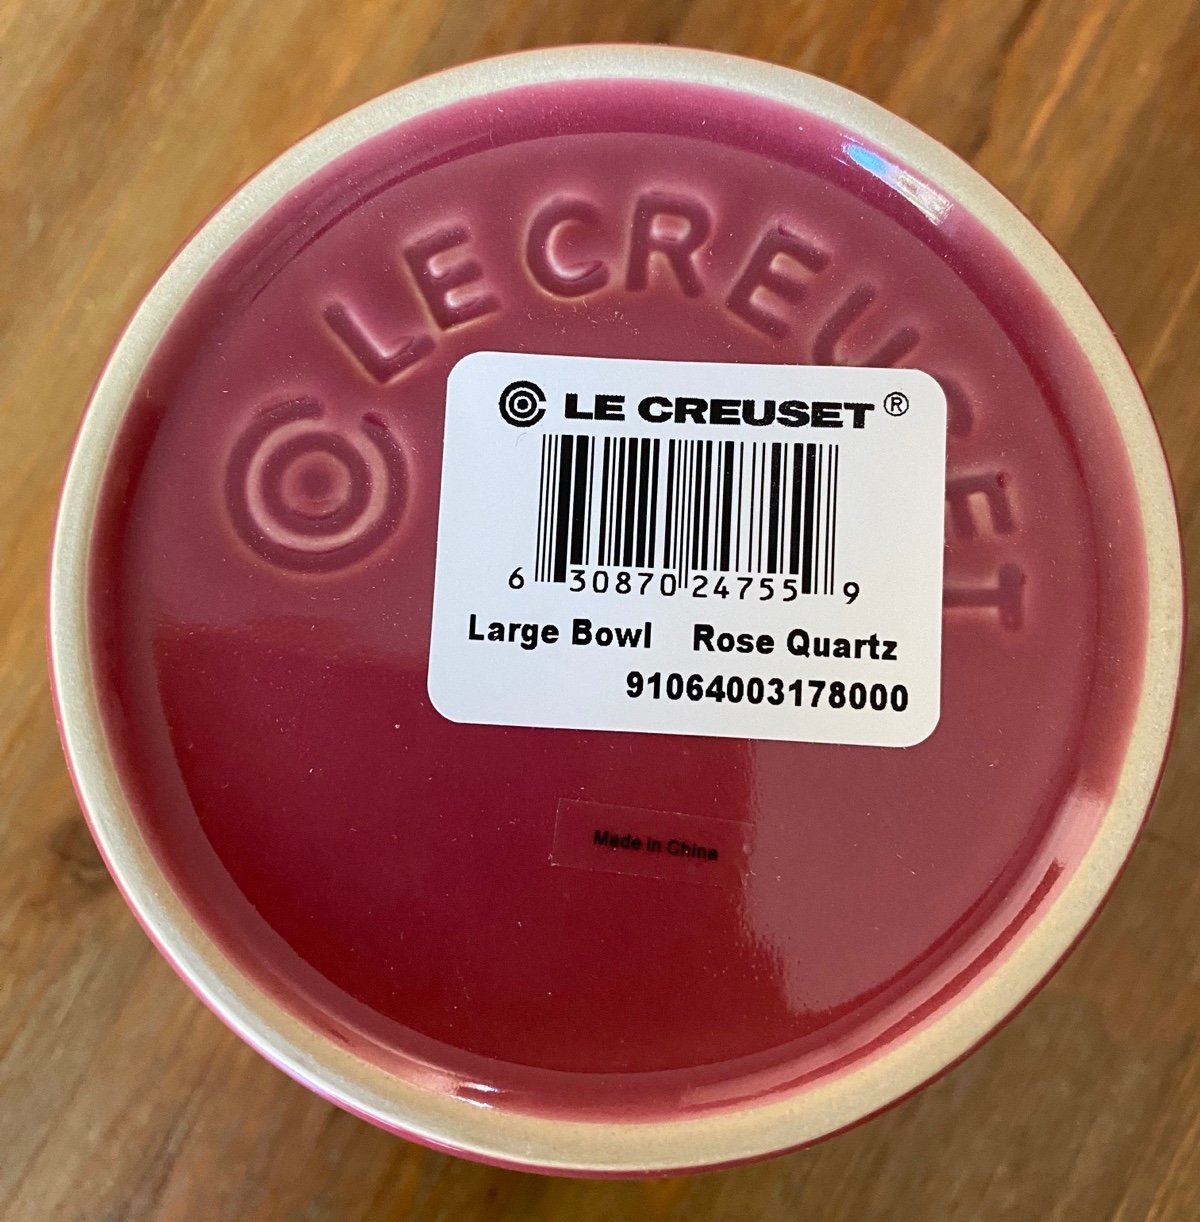 LE CREUSET
LE CREUSET®
6 30870 24755 9
Large Bowl Rose Quartz
91064003178000
Made in China